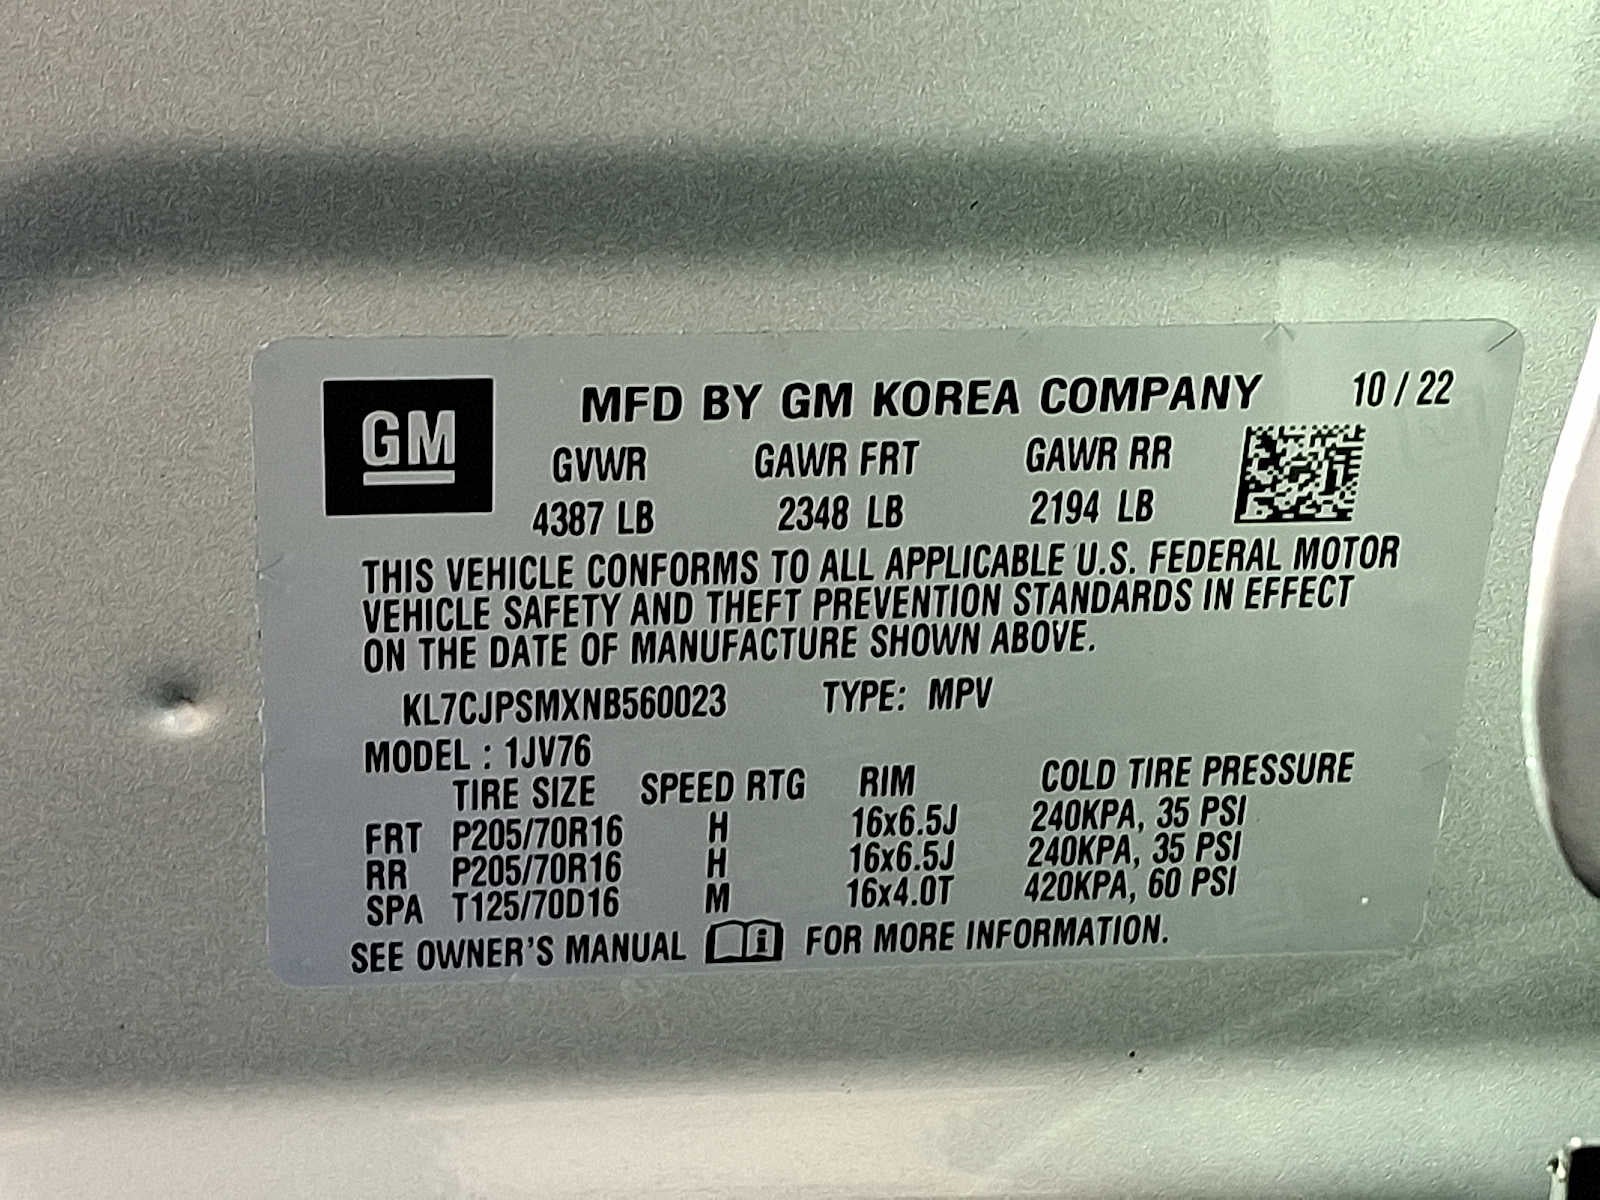 GM
MFD BY GM KOREA COMPANY 10 / 22
GVWR GAWR FRT GAWR RR
4387 LB 2348 LB 2194 LB
THIS VEHICLE CONFORMS TO ALL APPLICABLE U.S. FEDERAL MOTOR
VEHICLE SAFETY AND THEFT PREVENTION STANDARDS IN EFFECT
ON THE DATE OF MANUFACTURE SHOWN ABOVE.
KL7CJPSMXNB560023 TYPE: MPV
MODEL : 1JV76
TIRE SIZE SPEED RTG RIM COLD TIRE PRESSURE
FRT P205/70R16 H 16x6.5J 240KPA, 35 PSI
RR P205/70R16 H 16x6.5J 240KPA, 35 PSI
SPA T125/70D16 M 16x4.0T 420KPA, 60 PSI
SEE OWNER'S MANUAL i FOR MORE INFORMATION.